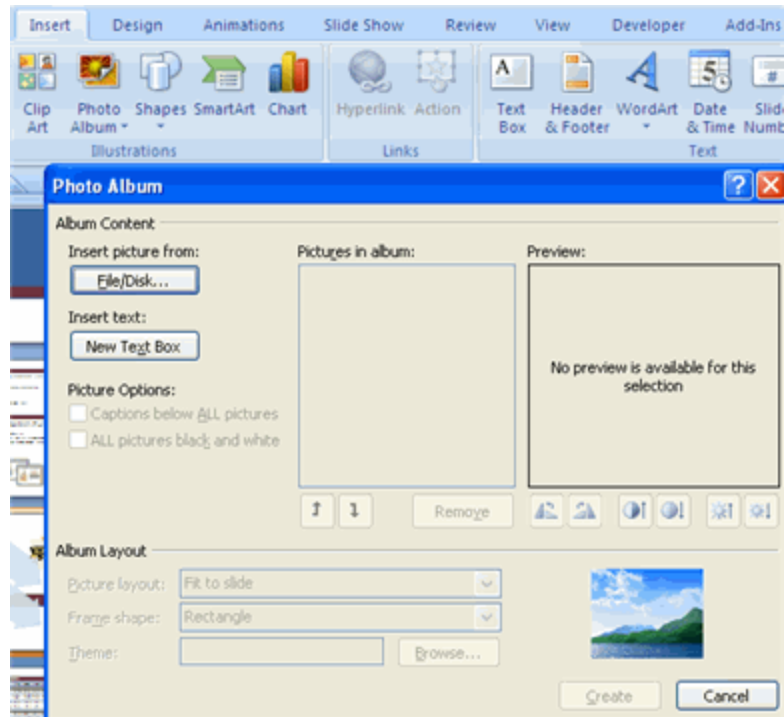 Insert Design Animations Slide Show Review View Developer Add-Ins
Clip Photo Shapes SmartArt Chart Hyperlink Action Text Header WordArt Date Slid
Art Album Box & Footer & Time Numb
Illustrations Links Text
Photo Album
Album Content
Insert picture from: Pictures in album: Preview:
File/Disk...
Insert text:
New Text Box
No preview is available for this
selection
Picture Options:
Captions below ALL pictures
ALL pictures black and white
Remove
Album Layout
Picture layout: Fit to slide
Frame shape: Rectangle
Theme: Browse...
Create Cancel